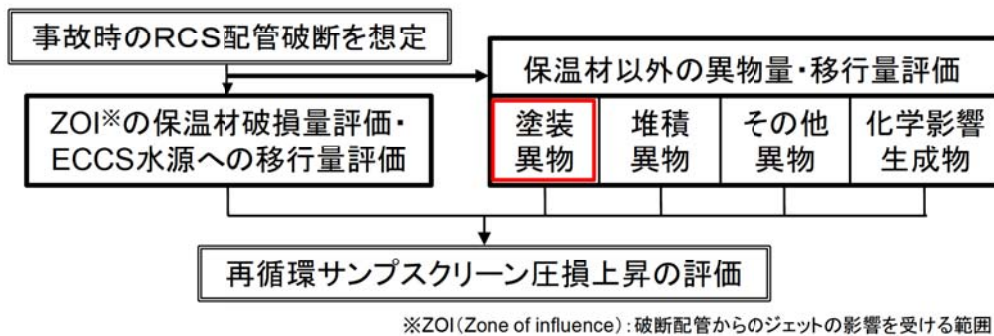 事故時のRCS配管破断を想定
保温材以外の異物量・移行量評価
ZOI※の保温材破損量評価・
ECCS水源への移行量評価
塗装
異物
堆積
異物
その他
異物
化学影響
生成物
再循環サンプスクリーン圧損上昇の評価
※ZOI(Zone of influence):破断配管からのジェットの影響を受ける範囲